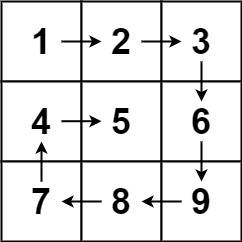 1 → 2 → 3
4 → 5 6
7 ← 8 ← 9